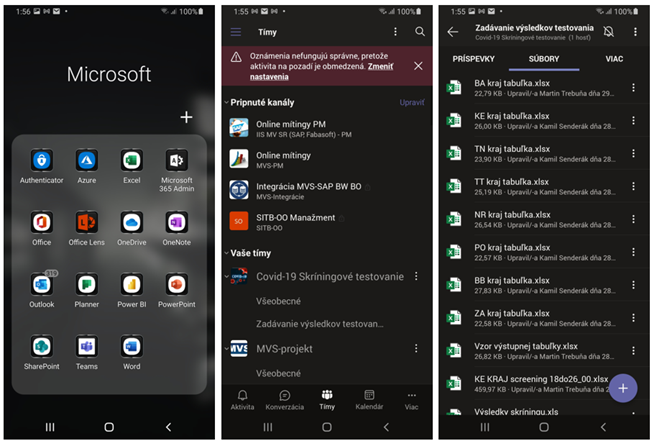 1:56
100%
Microsoft
Authenticator
Azure
Excel
Microsoft
365 Admin
Office
Office Lens
OneDrive
OneNote
319
Outlook
Planner
Power BI
PowerPoint
SharePoint
Teams
Word
1:55
100%
Tímy
Oznámenia nefungujú správne, pretože
aktivita na pozadí je obmedzená. Zmeniť
nastavenia
Pripnuté kanály
Upraviť
Online mítingy PM
IIS MV SR (SAP, Fabasoft) - PM
Online mítingy
MVS-PM
Integrácia MVS-SAP BW BO
MVS-Integrácie
SO
SITB-OO Manažment
SITB-OO
Vaše tímy
Covid-19 Skríningové testovanie
Všeobecné
Zadávanie výsledkov testovan...
MVS
MVS-projekt
Všeobecné
Aktivita
Konverzácia
Tímy
Kalendár
Viac
1:55
100%
Zadávanie výsledkov testovania
Covid-19 Skríningové testovanie (1 hosť)
PRÍSPEVKY
SÚBORY
VIAC
BA kraj tabuľka.xlsx
22,79 KB · Upravil/-a Martin Trebuňa dňa 29...
KE kraj tabuľka.xlsx
26,00 KB · Upravil/-a Kamil Senderák dňa 28...
TN kraj tabuľka.xlsx
23,90 KB · Upravil/-a Kamil Senderák dňa 28...
TT kraj tabuľka.xlsx
25,19 KB · Upravil/-a Kamil Senderák dňa 28...
NR kraj tabuľka.xlsx
26,54 KB · Upravil/-a Kamil Senderák dňa 28...
PO kraj tabuľka.xlsx
22,57 KB · Upravil/-a Kamil Senderák dňa 28...
BB kraj tabuľka.xlsx
27,83 KB · Upravil/-a Kamil Senderák dňa 28...
ZA kraj tabuľka.xlsx
22,58 KB · Upravil/-a Kamil Senderák dňa 28...
Vzor výstupnej tabuľky.xlsx
26,82 KB · Upravil/-a Martin Trebuňa dňa 28...
KE KRAJ screening 18do26_00.xlsx
459,97 KB · Upravil/-a Martin Trebuňa dňa
Výsledky skríningu.xls